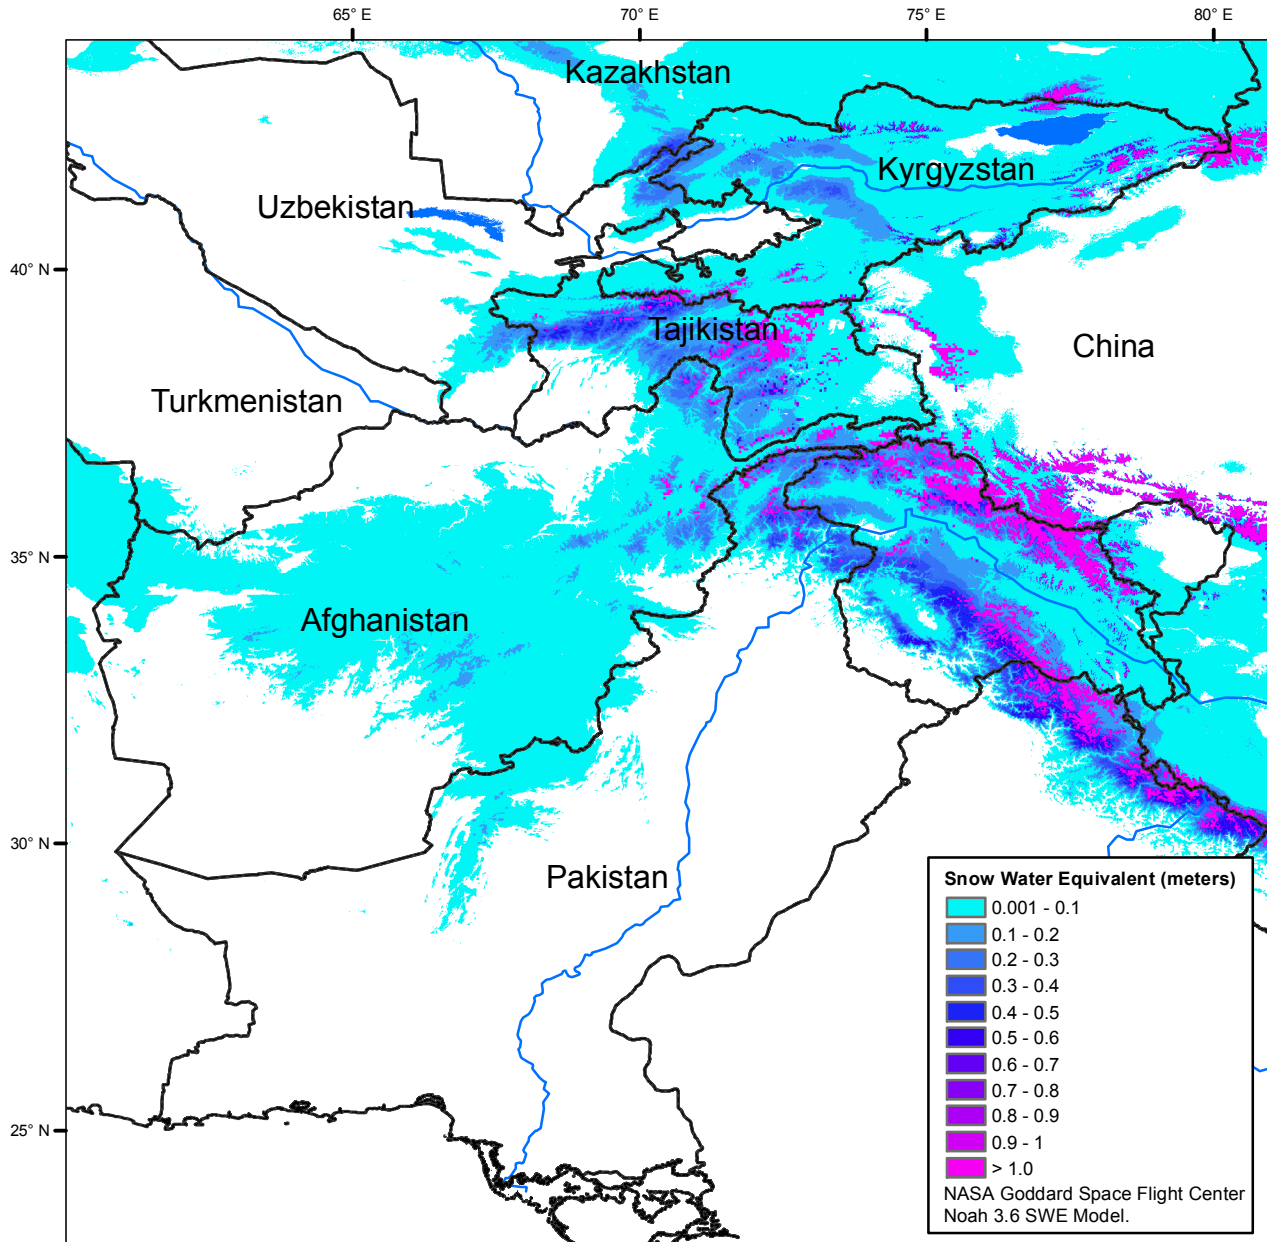 65° E
70° E
75° E
80° E
Kazakhstan
Kyrgyzstan
Uzbekistan
40° N
Tajikistan
China
Turkmenistan
35° N
Afghanistan
30° N
Pakistan
25° N
Snow Water Equivalent (meters)
0.001 - 0.1
0.1 - 0.2
0.2 - 0.3
0.3 - 0.4
0.4 - 0.5
0.5 - 0.6
0.6 - 0.7
0.7 - 0.8
0.8 - 0.9
0.9 - 1
> 1.0
NASA Goddard Space Flight Center
Noah 3.6 SWE Model.